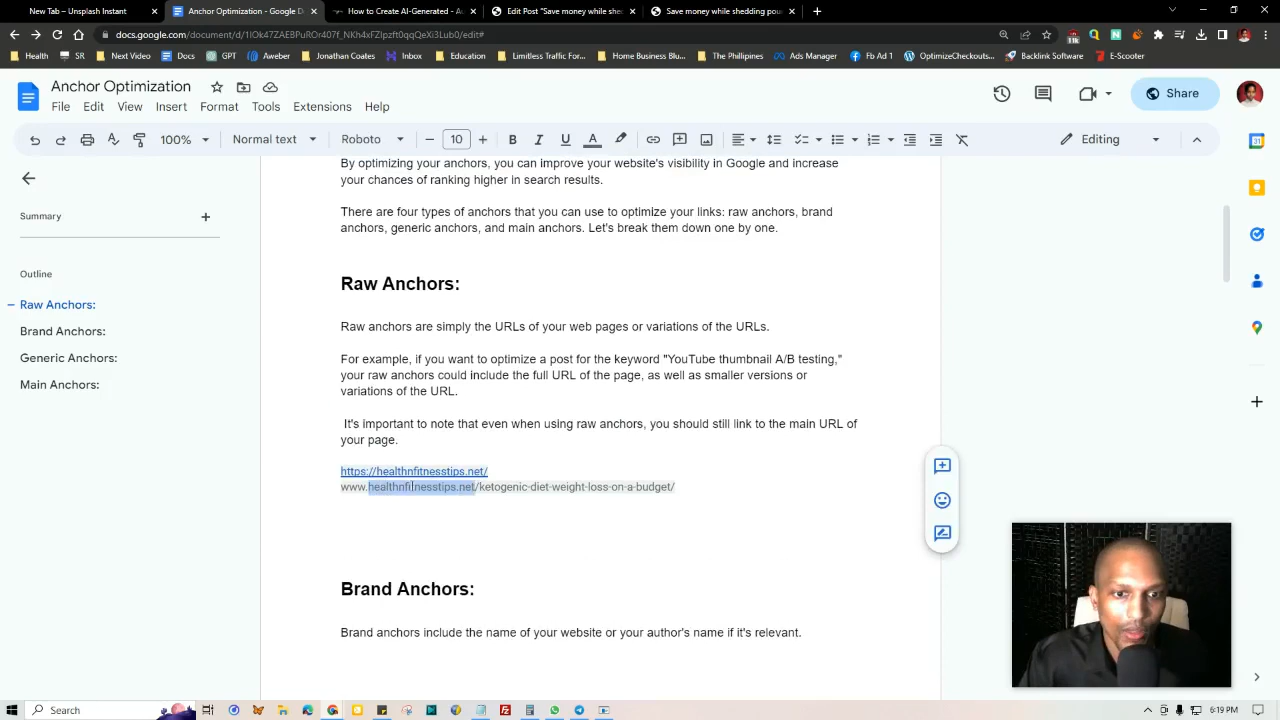 New Tab – Unsplash Instant
Anchor Optimization - Google D
How to Create AI-Generated - Au
Edit Post "Save money while shed
Save money while shedding pou
docs.google.com/document/d/1IOk47ZAEBPuROr407f_NKh4xFZIpzft0qqQeXi3Lub0/edit#
Health
SR
Next Video
Docs
GPT
Aweber
Jonathan Coates
Inbox
Education
Limitless Traffic For...
House Music Blu...
The Philipines
Ads Manager
Fb Ad 1
OptimizeCheckouts...
E-Scooter
Anchor Optimization
File Edit View Insert Format Tools Extensions Help
Share
100%
Normal text
Roboto
10
Editing
Summary
Outline
Raw Anchors:
Brand Anchors:
Generic Anchors:
Main Anchors:
By optimizing your anchors, you can improve your website's visibility in Google and increase
your chances of ranking higher in search results.
There are four types of anchors that you can use to optimize your links: raw anchors, brand
anchors, generic anchors, and main anchors. Let's break them down one by one.
Raw Anchors:
Raw anchors are simply the URLs of your web pages or variations of the URLs.
For example, if you want to optimize a post for the keyword "YouTube thumbnail A/B testing,"
your raw anchors could include the full URL of the page, as well as smaller versions or
variations of the URL.
It's important to note that even when using raw anchors, you should still link to the main URL of
your page.
https://healthnfitnesstips.net/
www.healthnfitnesstips.net/ketogenic-diet-weight-loss-on-a-budget/
Brand Anchors:
Brand anchors include the name of your website or your author's name if it's relevant.
Search
6:19 PM